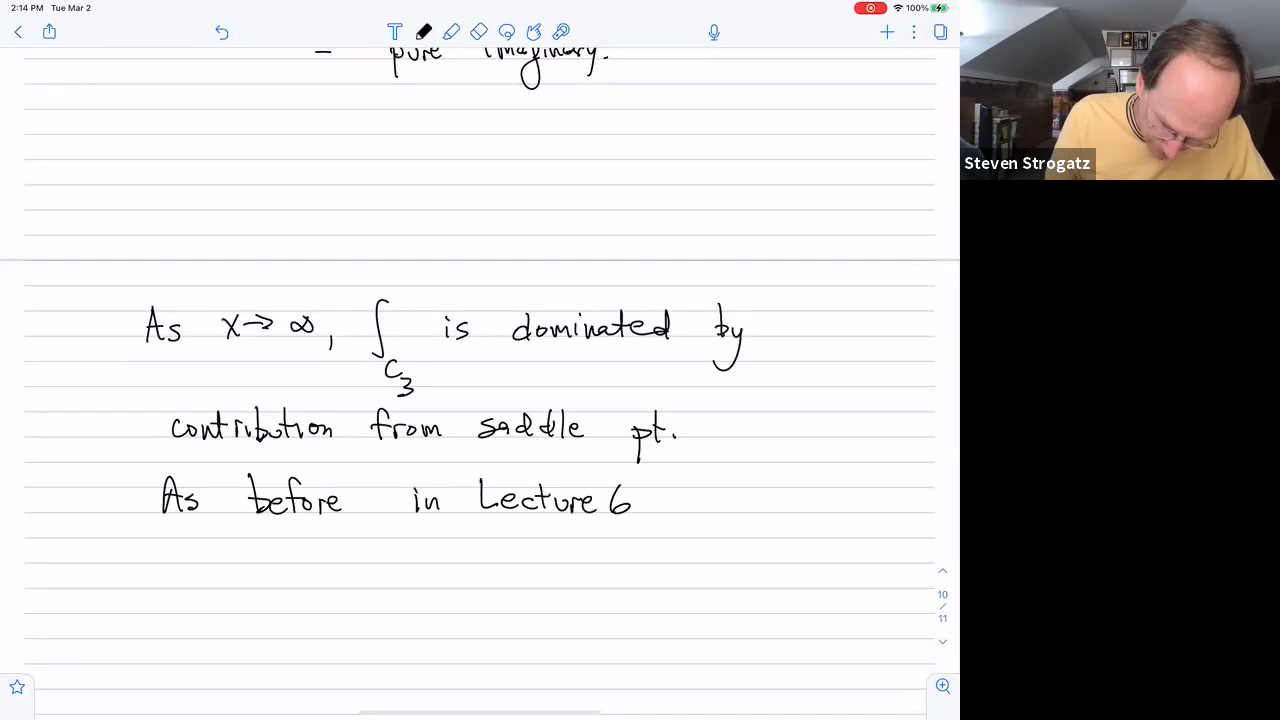 2:14 PM Tue Mar 2
100%
– pure imaginary.
Steven Strogatz
As x → ∞, ∫_C₃ is dominated by
contribution from saddle pt.
As before in Lecture 6
10
/
11